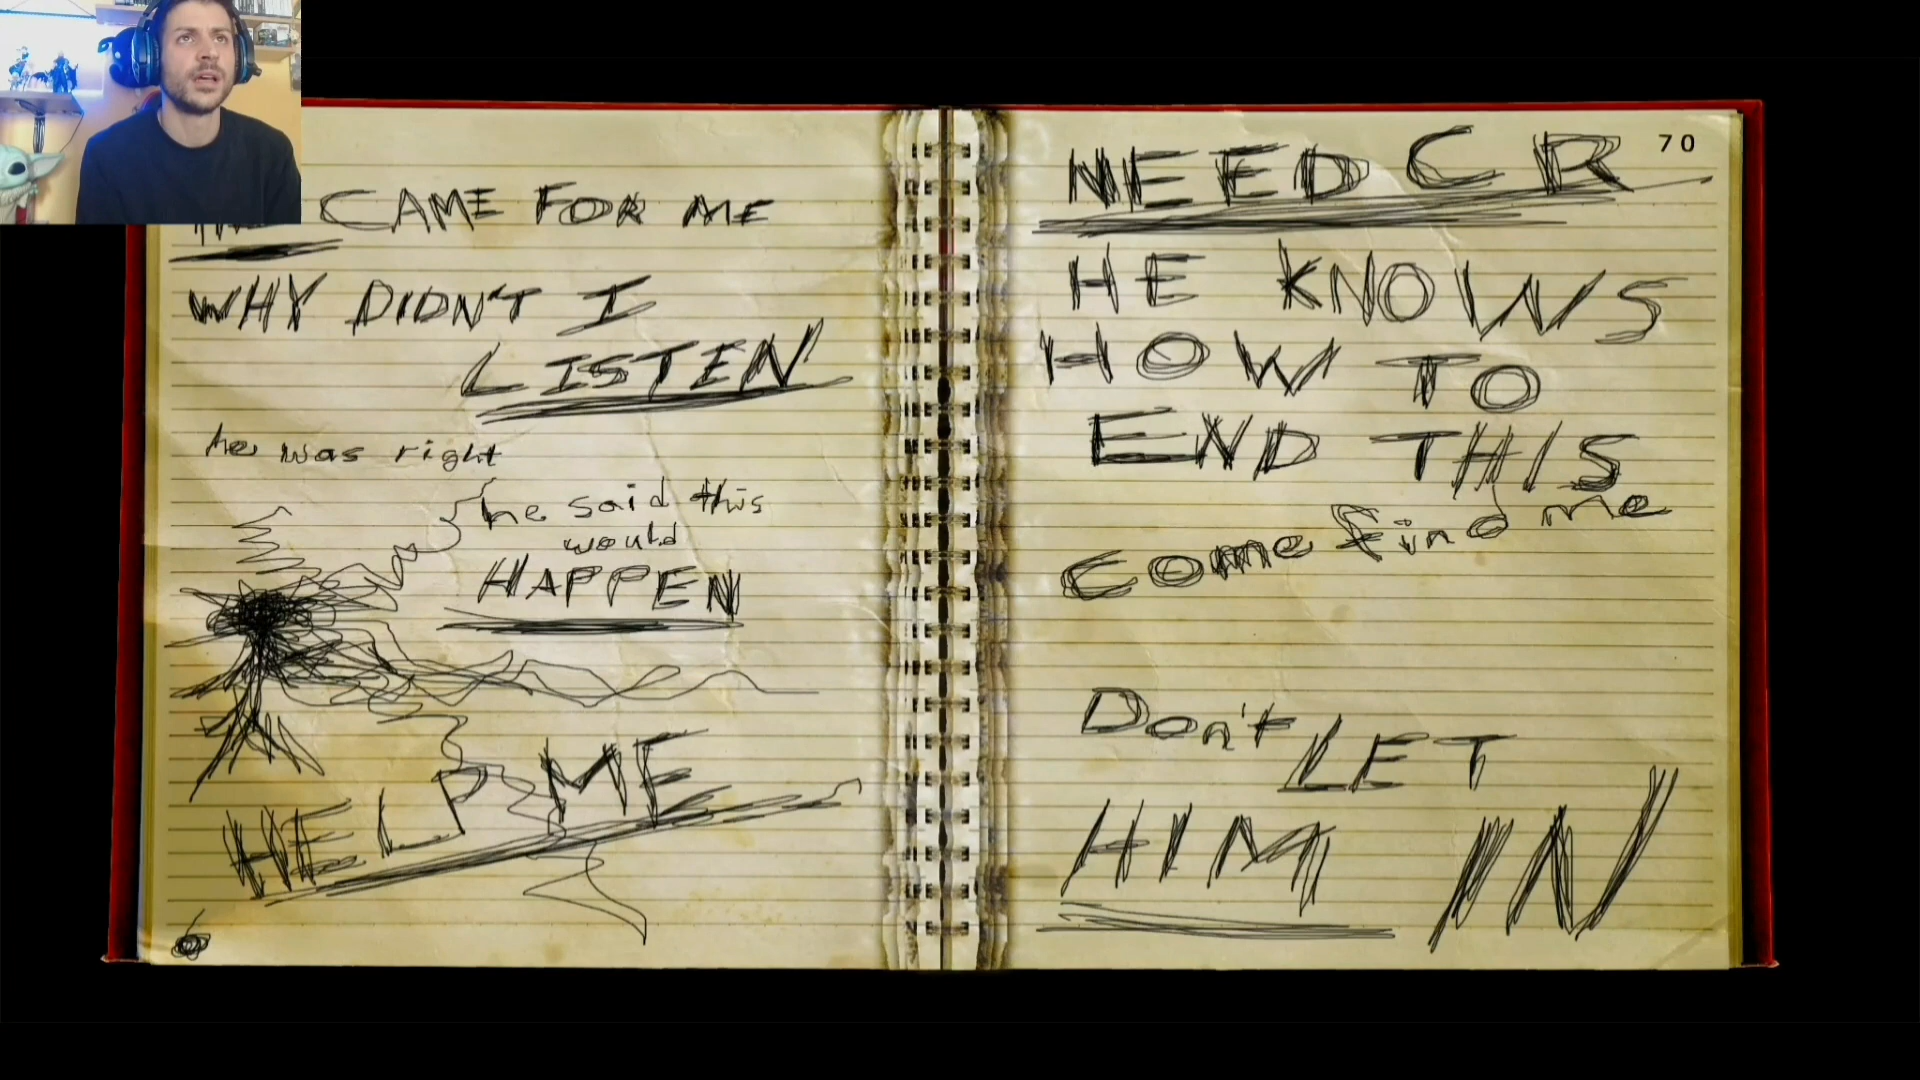 CAME FOR ME
WHY DIDN'T I
LISTEN
he was right
he said this
would
HAPPEN
HELP ME
70
NEED CR
HE KNOWS
HOW TO
END THIS
come find me
Don't LET
HIM IN